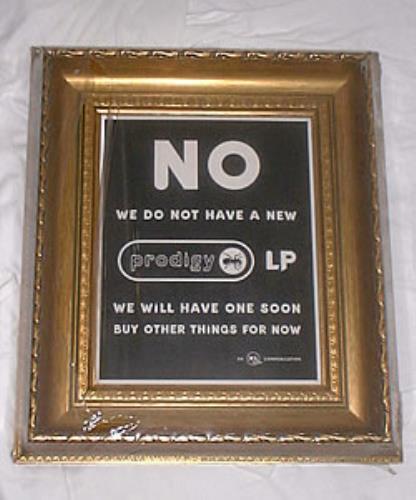 NO
WE DO NOT HAVE A NEW
prodigy LP
WE WILL HAVE ONE SOON
BUY OTHER THINGS FOR NOW